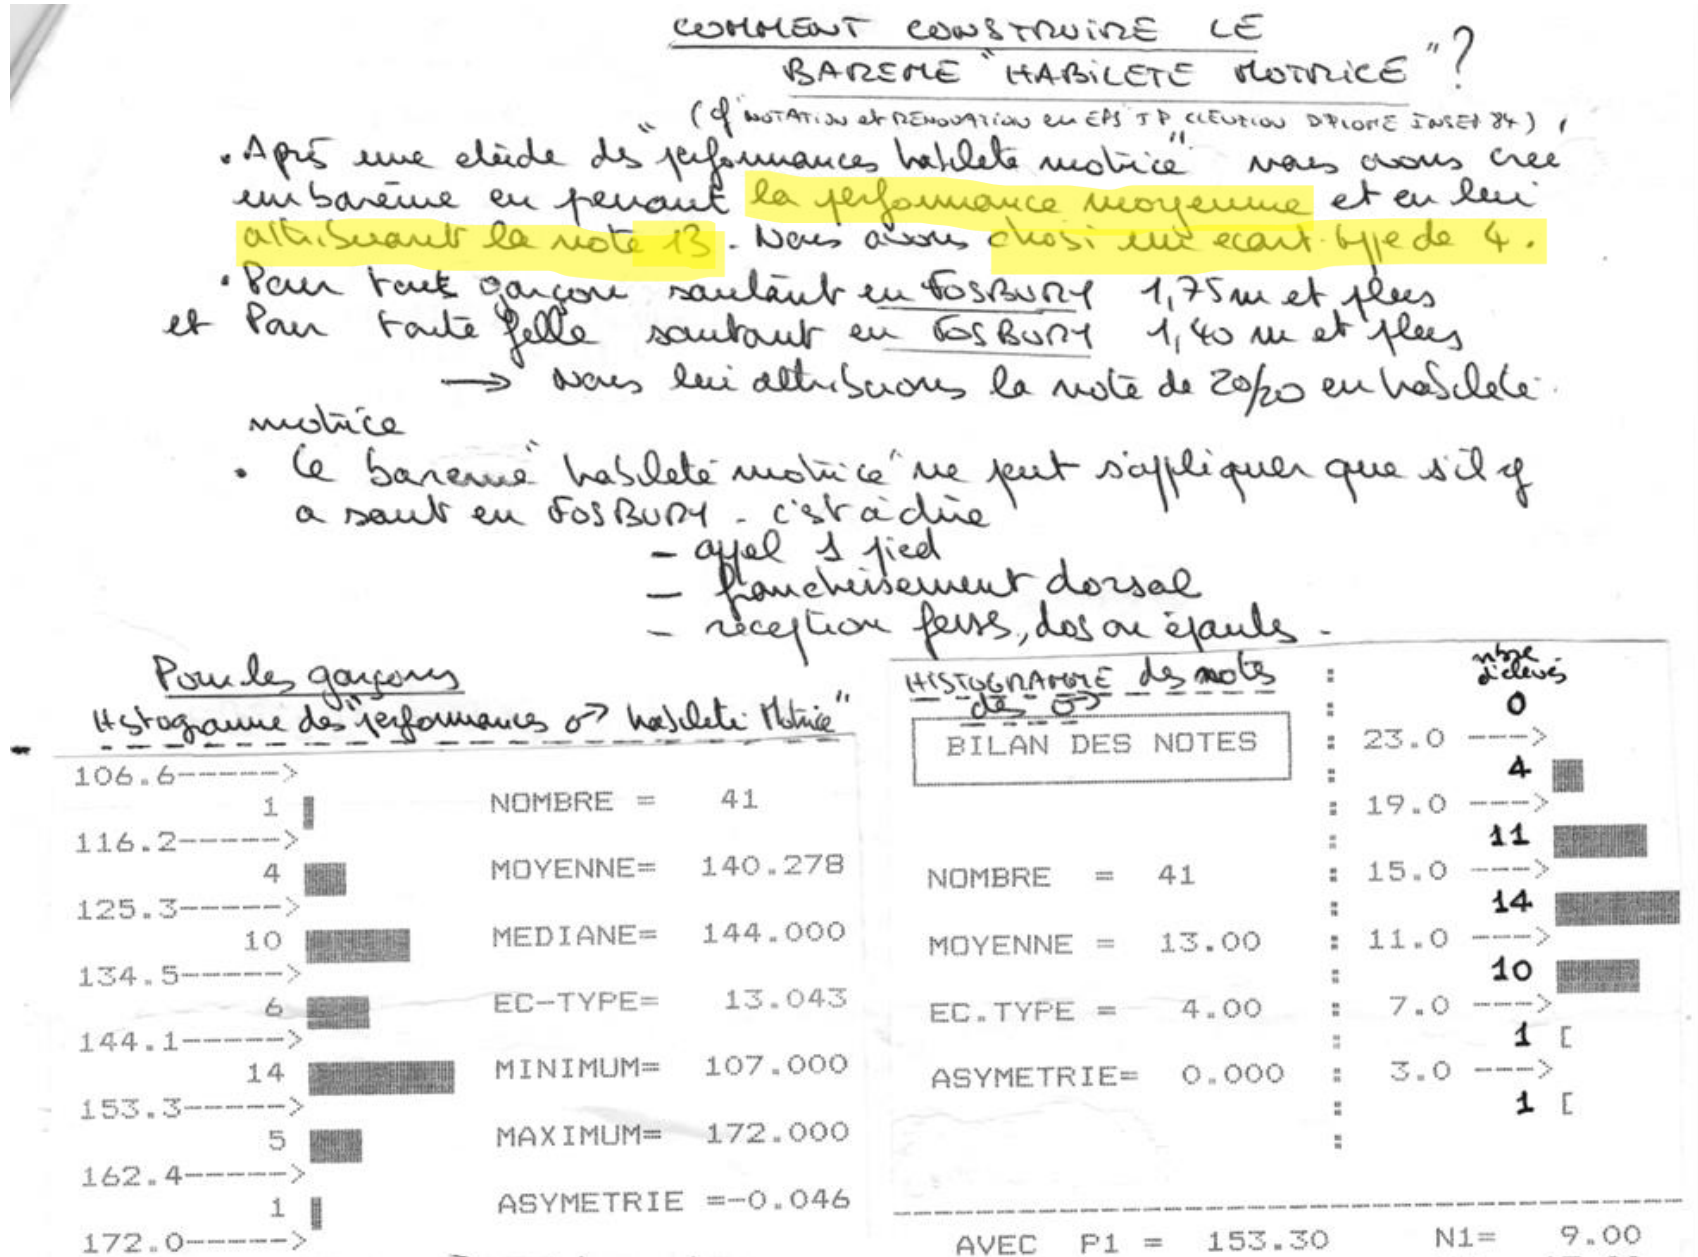 COMMENT CONSTRUIRE LE
BAREME "HABILETE MOTRICE"?
(cf "NOTATION et RENOVATION en EPS" J P CLEUZIOU DIPLOME INSEP 84)
• Après une étude des "performances habileté motrice" nous avons créé
un barême en prenant la performance moyenne et en lui
attribuant la note 13. Nous avons choisi un écart-type de 4.
• Pour tout garçon sautant en FOSBURY 1,75m et plus
et Pour toute fille sautant en FOSBURY 1,40 m et plus
→ Nous lui attribuons la note de 20/20 en habileté
motrice
• Ce bareme "habileté motrice" ne peut s'appliquer que s'il y
a saut en FOSBURY - c'est à dire
- appel 1 pied
- franchissement dorsal
- réception fesses, dos ou épaules -
Pour les garçons
Histogramme des "performances ♂ habileté Motrice"
106.6------>
1
116.2------>
4
125.3------>
10
134.5------>
6
144.1------>
14
153.3------>
5
162.4------>
1
172.0------>
NOMBRE = 41
MOYENNE= 140.278
MEDIANE= 144.000
EC-TYPE= 13.043
MINIMUM= 107.000
MAXIMUM= 172.000
ASYMETRIE =-0.046
HISTOGRAMME des notes
des ♂
BILAN DES NOTES
NOMBRE = 41
MOYENNE = 13.00
EC.TYPE = 4.00
ASYMETRIE= 0.000
nbre
d'élèves
0
23.0 ---->
4
19.0 ---->
11
15.0 ---->
14
11.0 ---->
10
7.0 ---->
1 [
3.0 ---->
1 [
AVEC P1 = 153.30 N1= 9.00